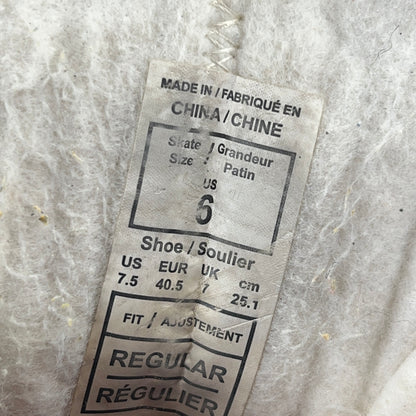 MADE IN / FABRIQUÉ EN
CHINA / CHINE
Skate / Grandeur
Size : Patin
US
6
Shoe / Soulier
US EUR UK cm
7.5 40.5 7 25.1
FIT / AJUSTEMENT
REGULAR
RÉGULIER